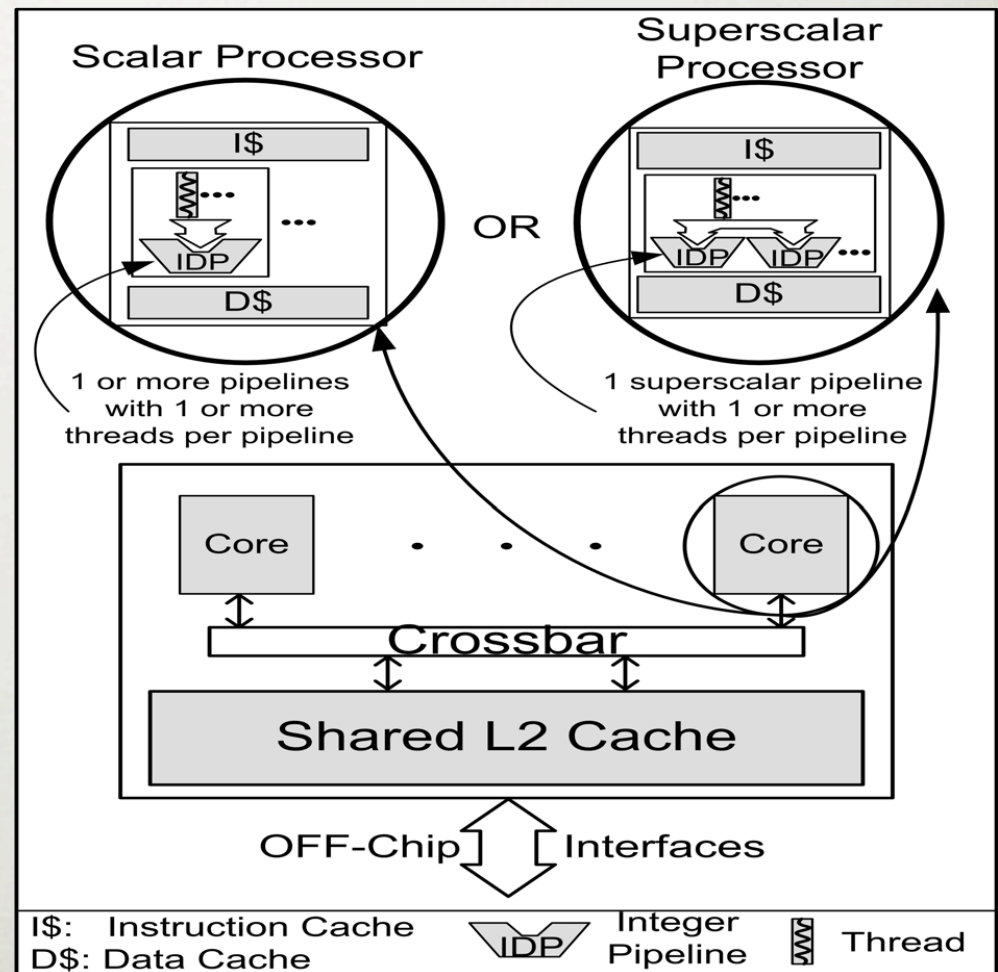 Scalar Processor
Superscalar
Processor
I$
IDP
D$
OR
I$
IDP IDP
D$
1 or more pipelines
with 1 or more
threads per pipeline
1 superscalar pipeline
with 1 or more
threads per pipeline
Core
Core
Crossbar
Shared L2 Cache
OFF-Chip Interfaces
I$: Instruction Cache
D$: Data Cache
IDP
Integer
Pipeline
Thread